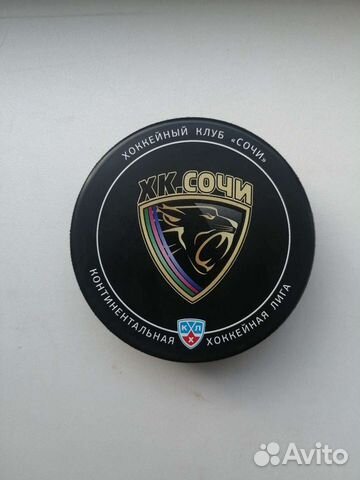 ХОККЕЙНЫЙ КЛУБ «СОЧИ»
ХК.СОЧИ
КОНТИНЕНТАЛЬНАЯ ХОККЕЙНАЯ ЛИГА
КХЛ
Avito